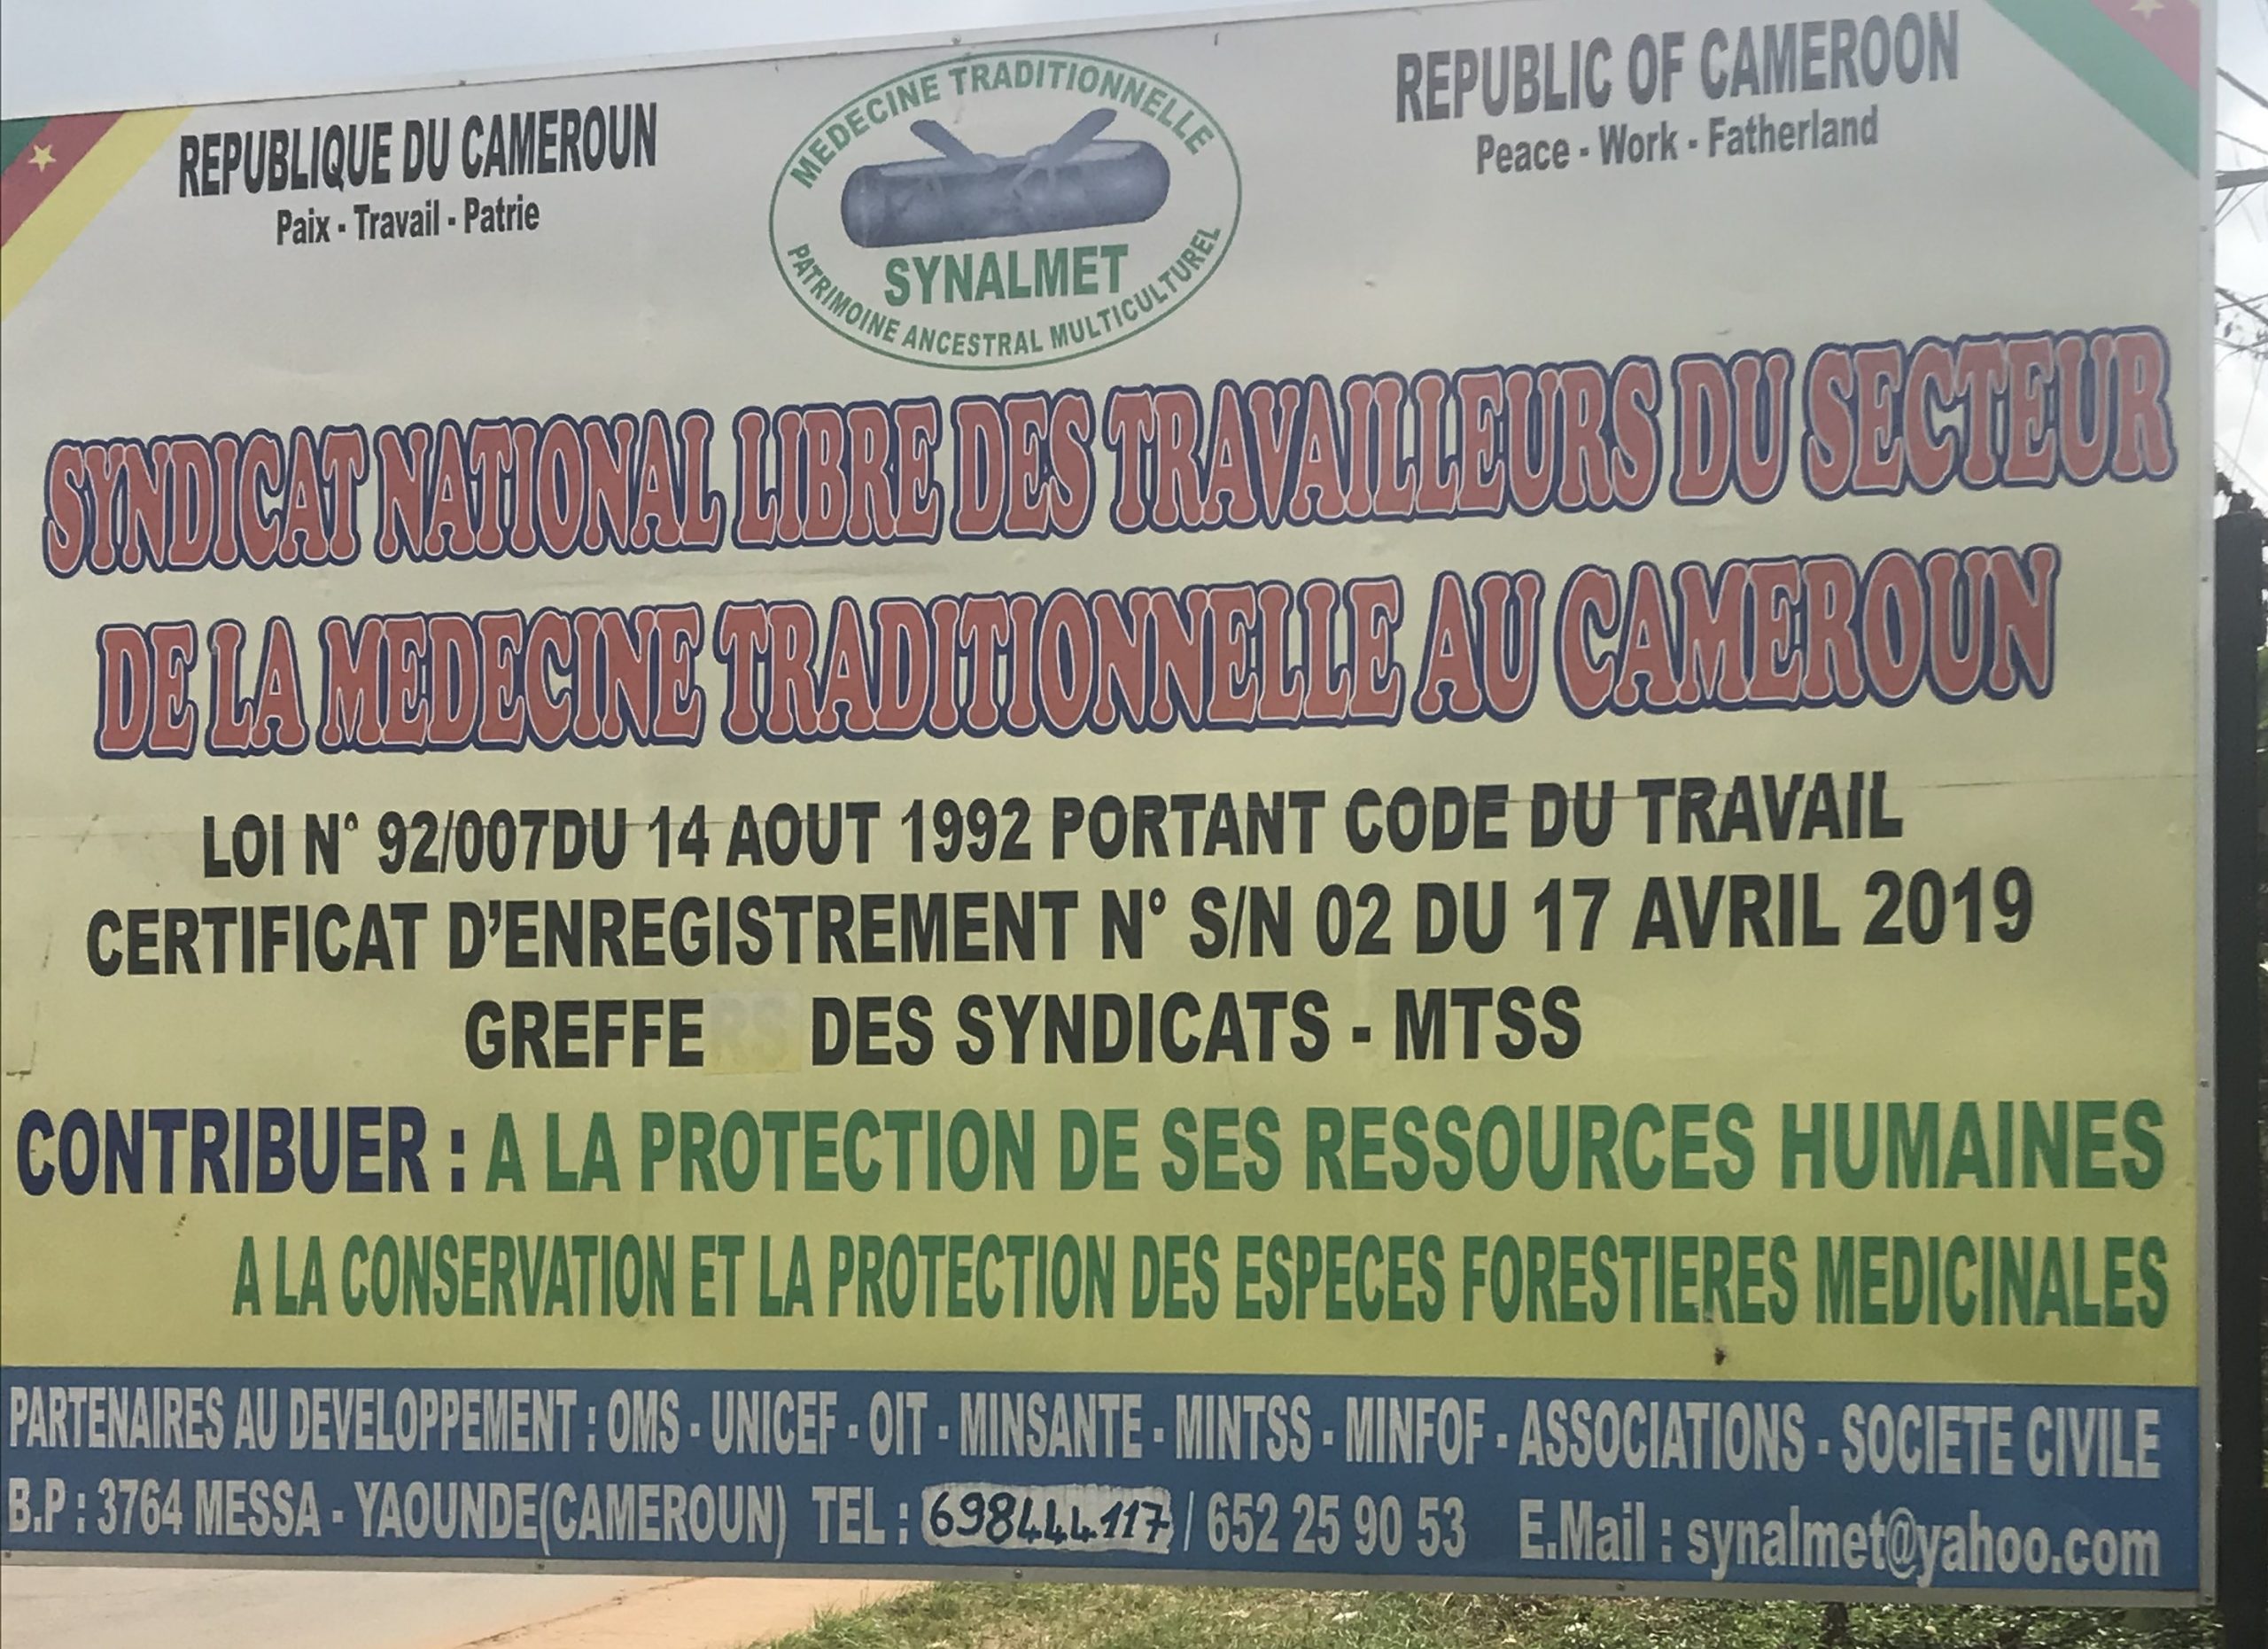 REPUBLIQUE DU CAMEROUN
Paix - Travail - Patrie
MEDECINE TRADITIONNELLE
SYNALMET
PATRIMOINE ANCESTRAL MULTICULTUREL
REPUBLIC OF CAMEROON
Peace - Work - Fatherland
SYNDICAT NATIONAL LIBRE DES TRAVAILLEURS DU SECTEUR
DE LA MEDECINE TRADITIONNELLE AU CAMEROUN
LOI N° 92/007DU 14 AOUT 1992 PORTANT CODE DU TRAVAIL
CERTIFICAT D'ENREGISTREMENT N° S/N 02 DU 17 AVRIL 2019
GREFFERS DES SYNDICATS - MTSS
CONTRIBUER : A LA PROTECTION DE SES RESSOURCES HUMAINES
A LA CONSERVATION ET LA PROTECTION DES ESPECES FORESTIERES MEDICINALES
PARTENAIRES AU DEVELOPPEMENT : OMS - UNICEF - OIT - MINSANTE - MINTSS - MINFOF - ASSOCIATIONS - SOCIETE CIVILE
B.P : 3764 MESSA - YAOUNDE(CAMEROUN) TEL : 698444117 / 652 25 90 53 E.Mail : synalmet@yahoo.com